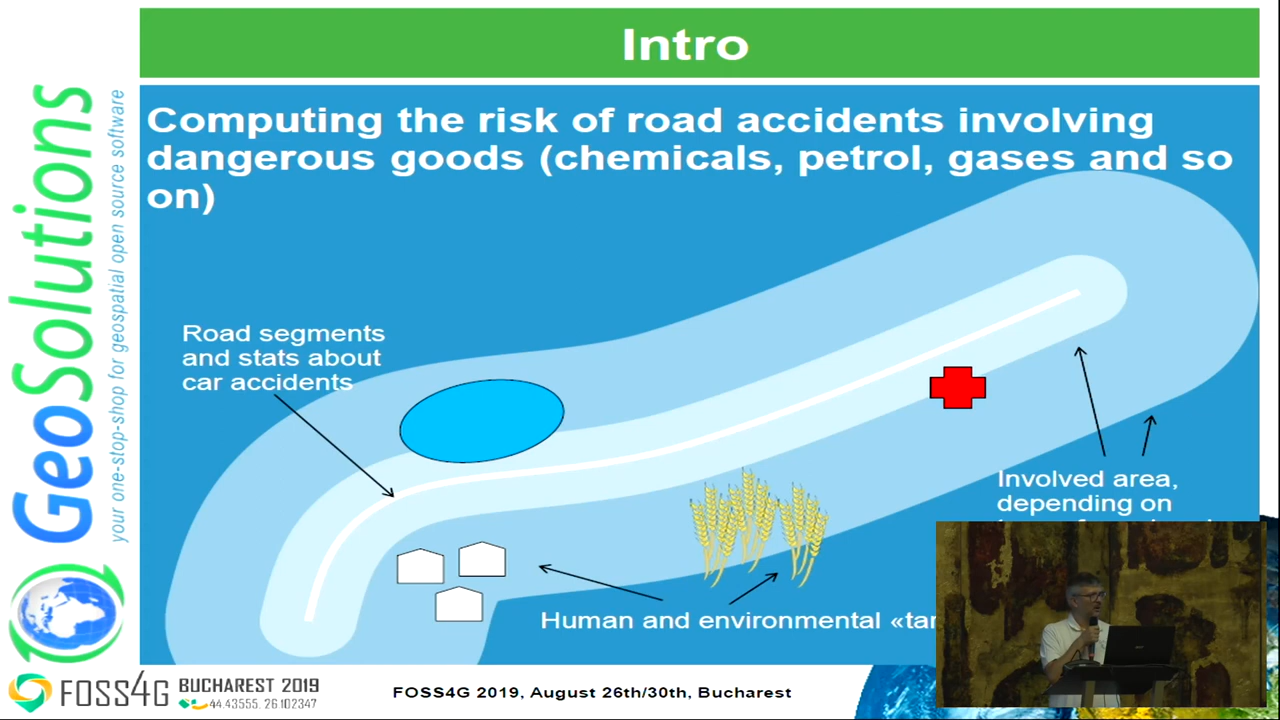 Intro
Computing the risk of road accidents involving
dangerous goods (chemicals, petrol, gases and so
on)
Road segments
and stats about
car accidents
Involved area,
depending on
Human and environmental
GeoSolutions
your one-stop-shop for geospatial open source software
FOSS4G BUCHAREST 2019
44.43555, 26.102347
FOSS4G 2019, August 26th/30th, Bucharest